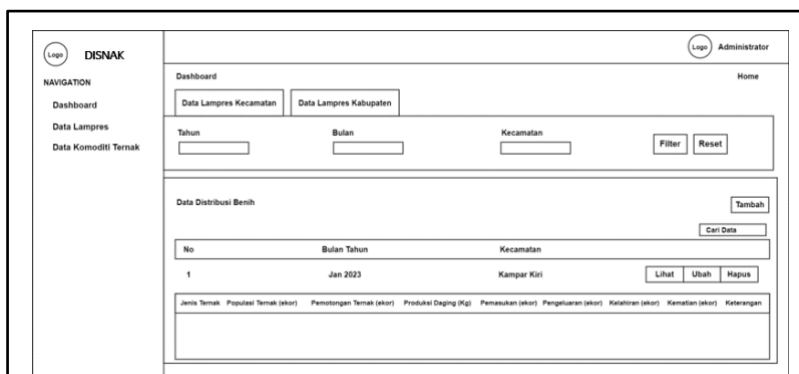 Logo DISNAK
NAVIGATION
Dashboard
Data Lampres
Data Komoditi Ternak
Logo Administrator
Dashboard Home
Data Lampres Kecamatan Data Lampres Kabupaten
Tahun Bulan Kecamatan
Filter Reset
Data Distribusi Benih
Tambah
Cari Data
No Bulan Tahun Kecamatan
1 Jan 2023 Kampar Kiri Lihat Ubah Hapus
Jenis Ternak Populasi Ternak (ekor) Pemotongan Ternak (ekor) Produksi Daging (Kg) Pemasukan (ekor) Pengeluaran (ekor) Kelahiran (ekor) Kematian (ekor) Keterangan